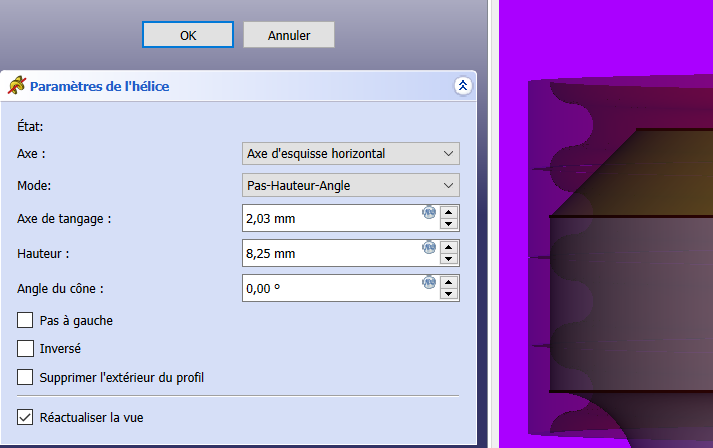 OK Annuler
Paramètres de l'hélice
État:
Axe : Axe d'esquisse horizontal
Mode: Pas-Hauteur-Angle
Axe de tangage : 2,03 mm
Hauteur : 8,25 mm
Angle du cône : 0,00 °
Pas à gauche
Inversé
Supprimer l'extérieur du profil
Réactualiser la vue